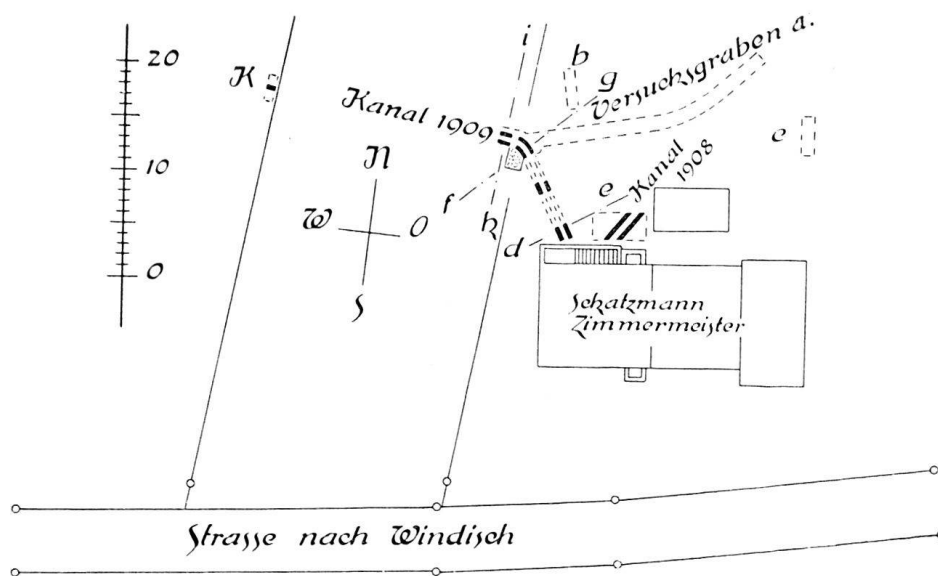 20
10
0
K
i
b
g
Versuchsgraben a.
Kanal 1909
e
N
W
O
S
f
k
d
e
Kanal
1908
Schatzmann
Zimmermeister
Strasse nach Windisch